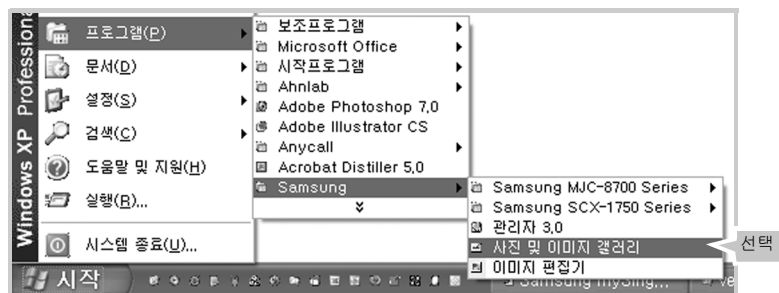 Windows XP Professional
프로그램(P)
문서(D)
설정(S)
검색(C)
도움말 및 지원(H)
실행(R)...
시스템 종료(U)...
보조프로그램
Microsoft Office
시작프로그램
Ahnlab
Adobe Photoshop 7.0
Adobe Illustrator CS
Anycall
Acrobat Distiller 5.0
Samsung
Samsung MJC-8700 Series
Samsung SCX-1750 Series
관리자 3.0
사진 및 이미지 갤러리
이미지 편집기
선택
시작
Samsung mySing...